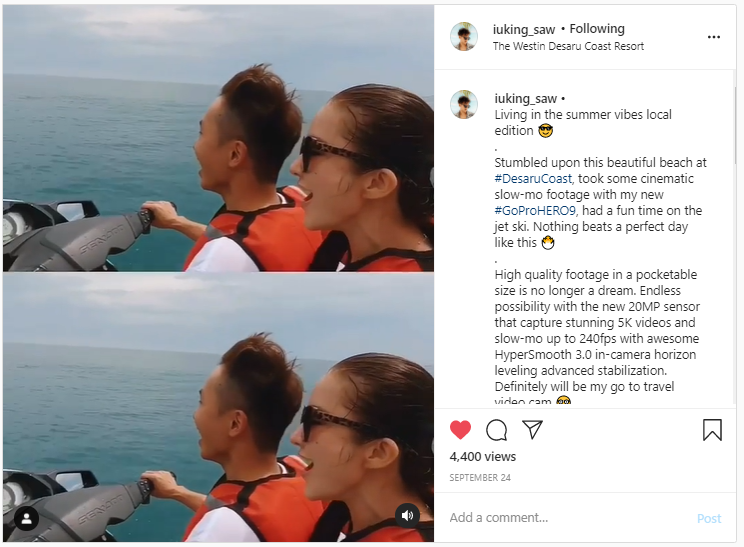 iuking_saw • Following
The Westin Desaru Coast Resort
iuking_saw •
Living in the summer vibes local
edition 😎
.
Stumbled upon this beautiful beach at
#DesaruCoast, took some cinematic
slow-mo footage with my new
#GoProHERO9, had a fun time on the
jet ski. Nothing beats a perfect day
like this
.
High quality footage in a pocketable
size is no longer a dream. Endless
possibility with the new 20MP sensor
that capture stunning 5K videos and
slow-mo up to 240fps with awesome
HyperSmooth 3.0 in-camera horizon
leveling advanced stabilization.
Definitely will be my go to travel
video cam
4,400 views
SEPTEMBER 24
Add a comment...
Post